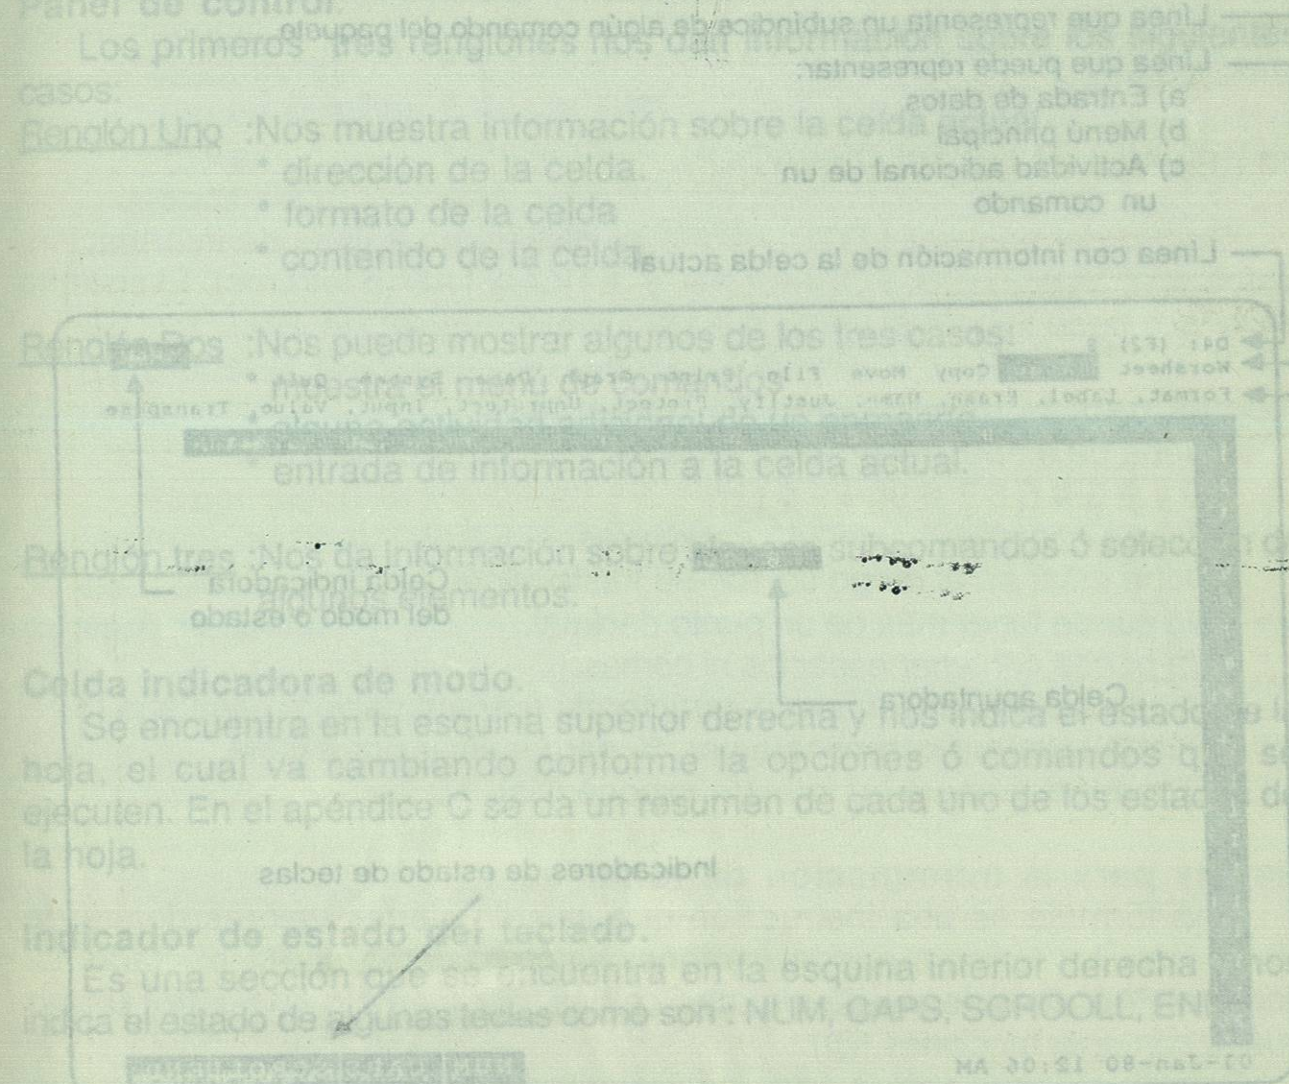 Panel de control.
Los primeros tres renglones nos dan información sobre los siguientes
casos:
Renglón Uno :Nos muestra información sobre la celda actual
* dirección de la celda.
* formato de la celda
* contenido de la celda
Renglón Dos :Nos puede mostrar algunos de los tres casos:
* muestra el menú de comandos
* entrada de información a la celda actual.
Renglón tres :Nos da información sobre algunos subcomandos ó selección de
algunos elementos.
Celda indicadora de modo.
Se encuentra en la esquina superior derecha y nos indica el estado de la
hoja, el cual va cambiando conforme la opciones ó comandos que se
ejecuten. En el apéndice C se da un resumen de cada uno de los estados de
la hoja.
Indicador de estado del teclado.
Es una sección que se encuentra en la esquina inferior derecha nos
indica el estado de algunas teclas como son : NUM, CAPS, SCROOLL, EN
Línea que representa un subíndice de algún comando del paquete
Línea que puede representar:
a) Entrada de datos
b) Menú principal
c) Actividad adicional de un
un comando
Línea con información de la celda actual
D4: (F2)
Worsheet Copy Move File Print Graph Data System Quit
Format, Label, Erase, Name, Justify, Protect, Unprotect, Input, Value, Transpose
Celda indicadora
del modo o estado
Celda apuntadora
Indicadores de estado de teclas
03-Jan-80 12:06 AM